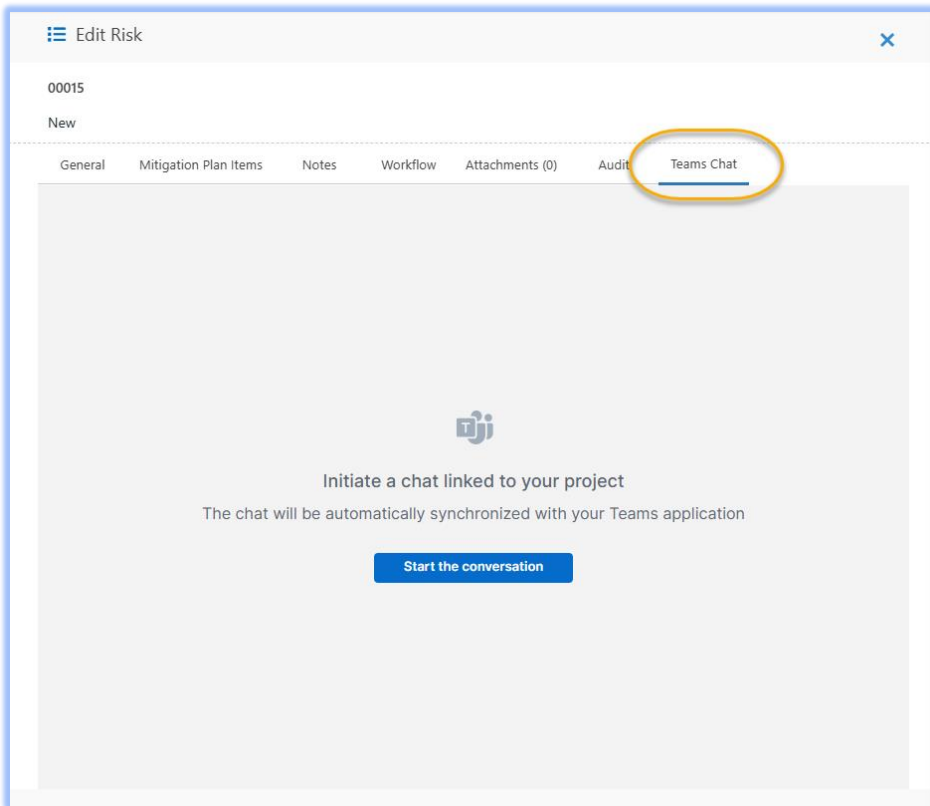 Edit Risk
00015
New
General Mitigation Plan Items Notes Workflow Attachments (0) Audit Teams Chat
T
Initiate a chat linked to your project
The chat will be automatically synchronized with your Teams application
Start the conversation